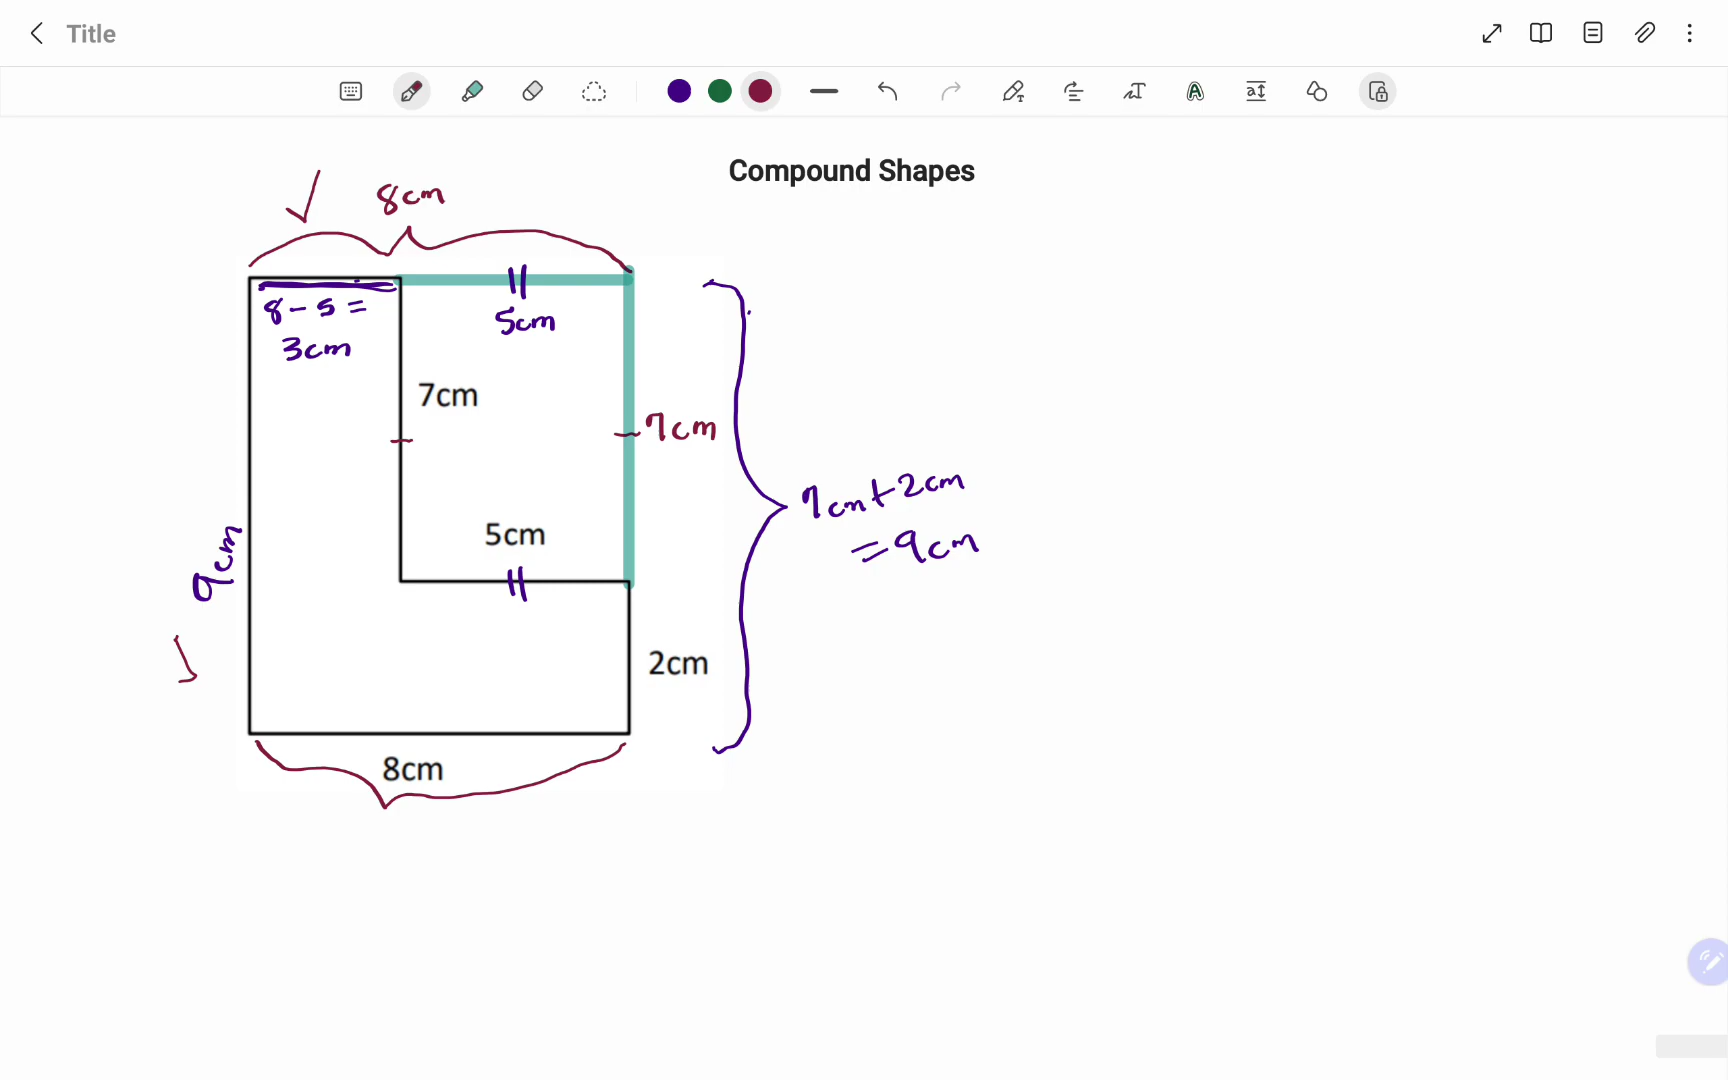 Title
Compound Shapes
8cm
8-5=
3cm
5cm
7cm
7cm
7cm+2cm
=9cm
5cm
9cm
2cm
8cm